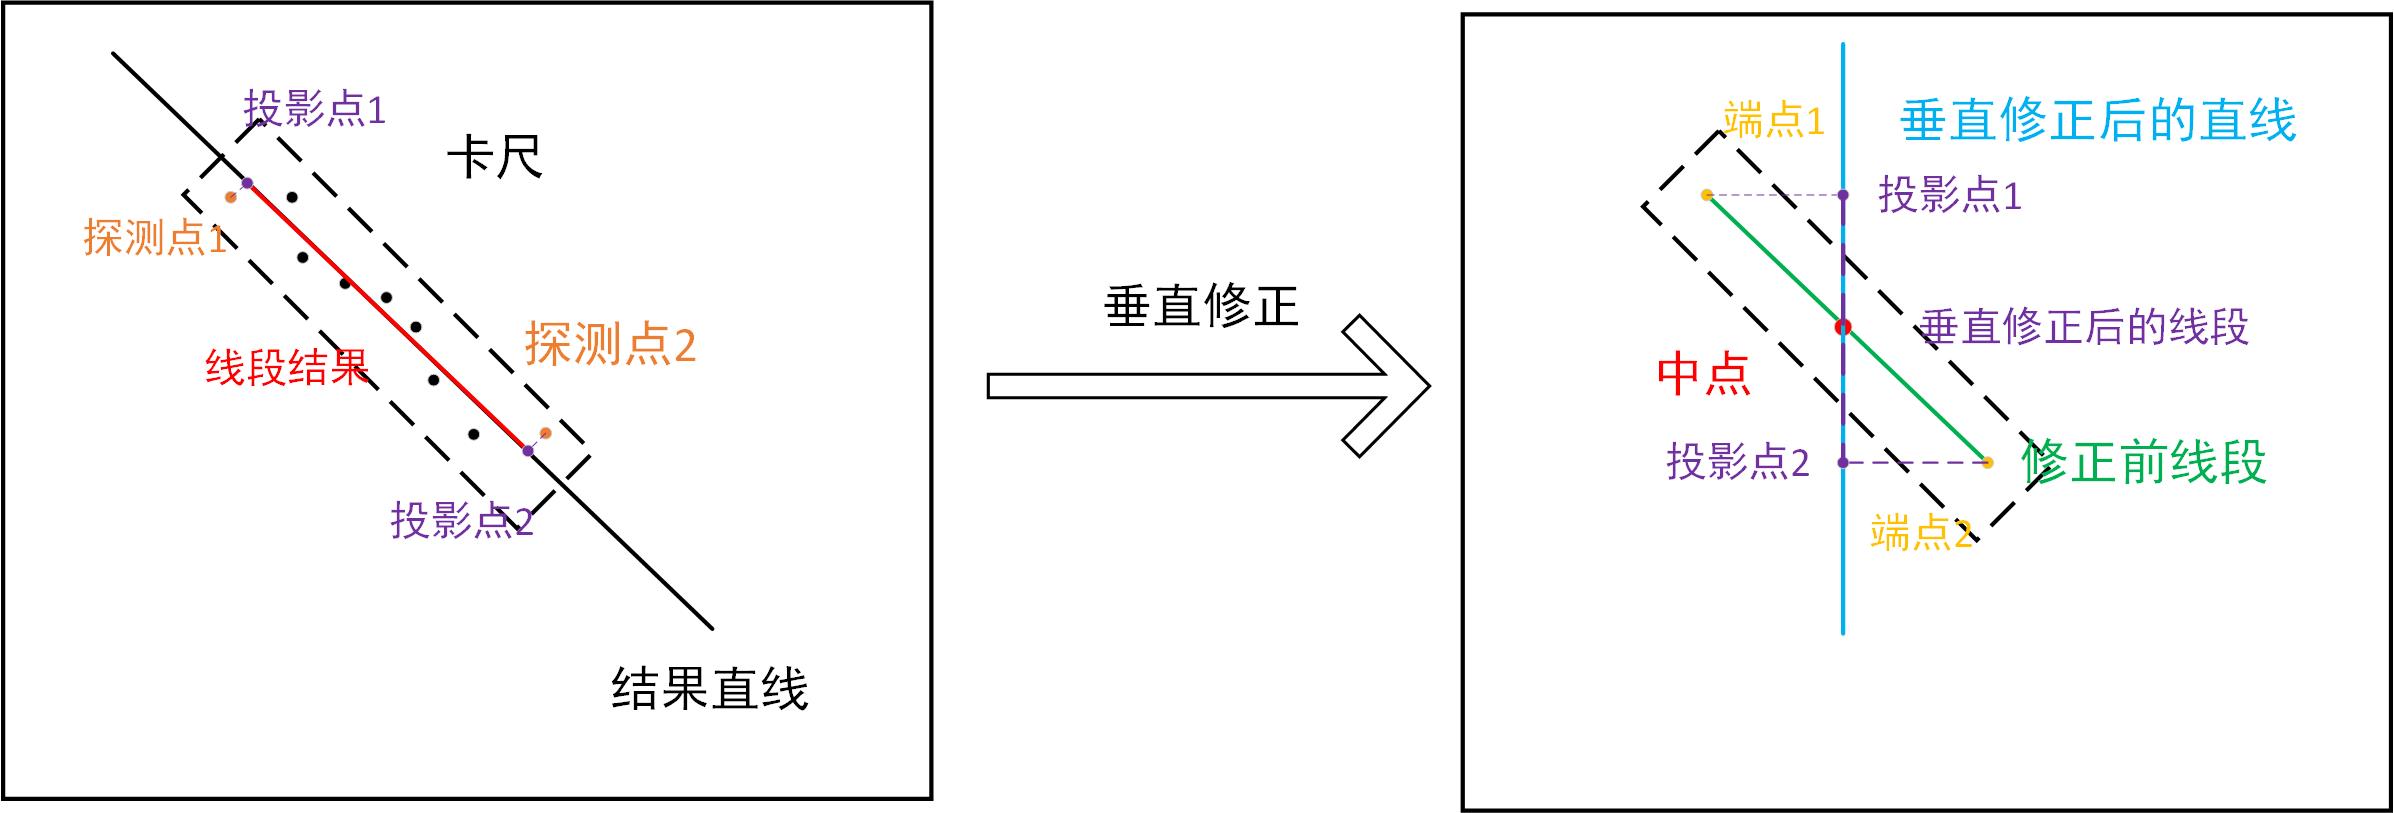 投影点1
卡尺
探测点1
探测点2
线段结果
投影点2
结果直线
垂直修正
端点1
垂直修正后的直线
投影点1
垂直修正后的线段
中点
投影点2
修正前线段
端点2